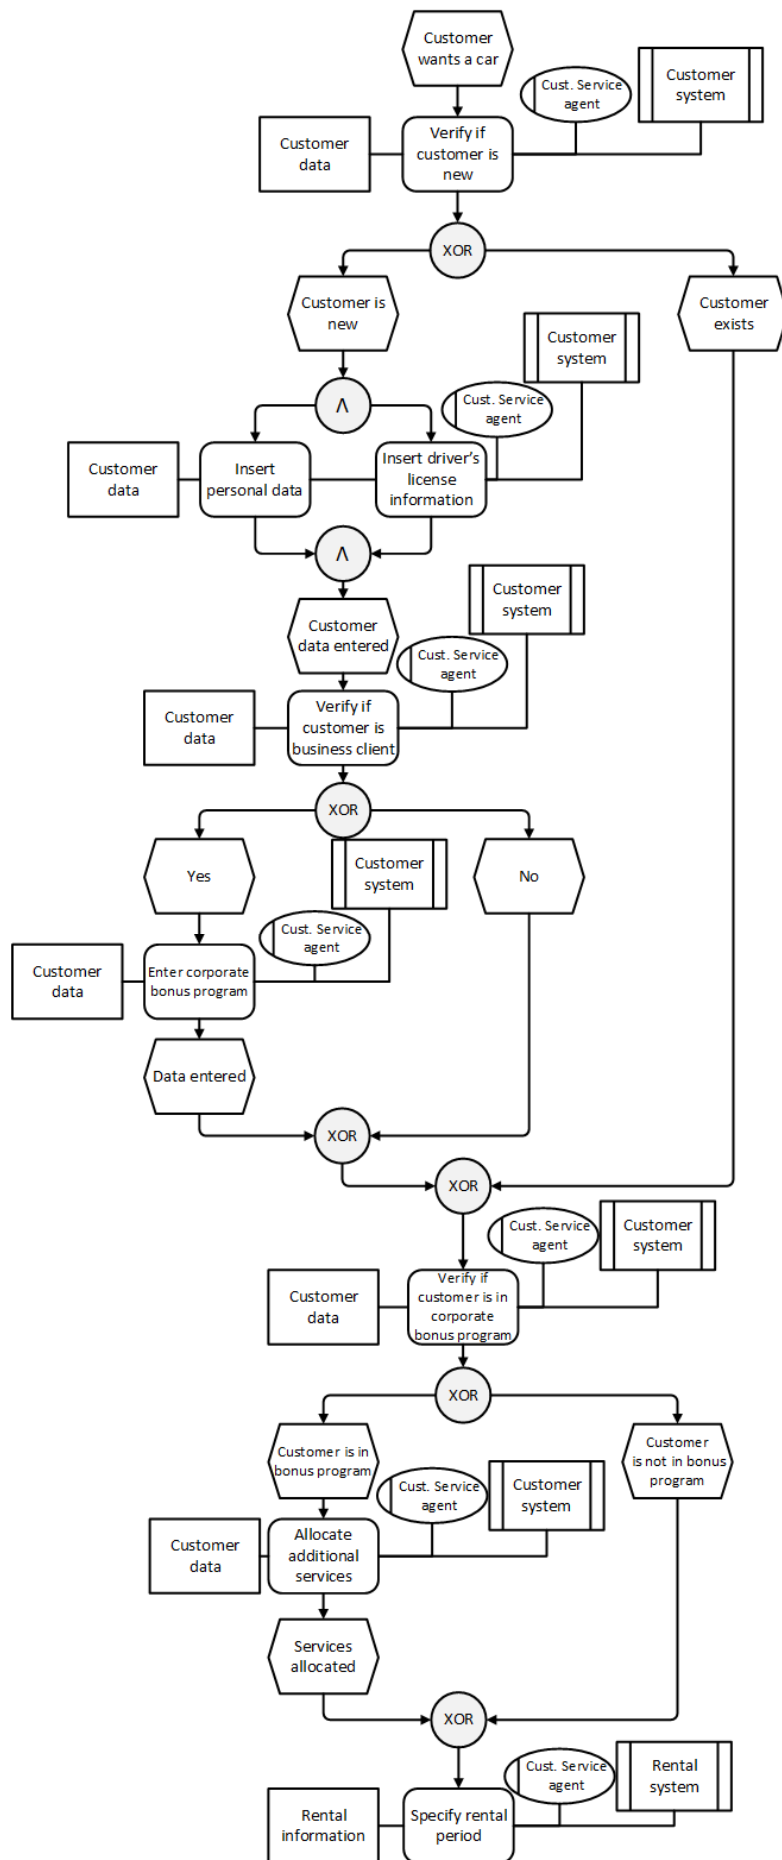 Customer
wants a car
Cust. Service
agent
Customer
system
Customer
data
Verify if
customer is
new
XOR
Customer is
new
Customer
exists
Customer
system
Λ
Cust. Service
agent
Customer
data
Insert
personal data
Insert driver's
license
information
Λ
Customer
system
Customer
data entered
Cust. Service
agent
Customer
data
Verify if
customer is
business client
XOR
Yes
Customer
system
No
Cust. Service
agent
Customer
data
Enter corporate
bonus program
Data entered
XOR
XOR
Cust. Service
agent
Customer
system
Customer
data
Verify if
customer is in
corporate
bonus program
XOR
Customer is in
bonus program
Customer
is not in bonus
program
Cust. Service
agent
Customer
system
Customer
data
Allocate
additional
services
Services
allocated
XOR
Cust. Service
agent
Rental
system
Rental
information
Specify rental
period